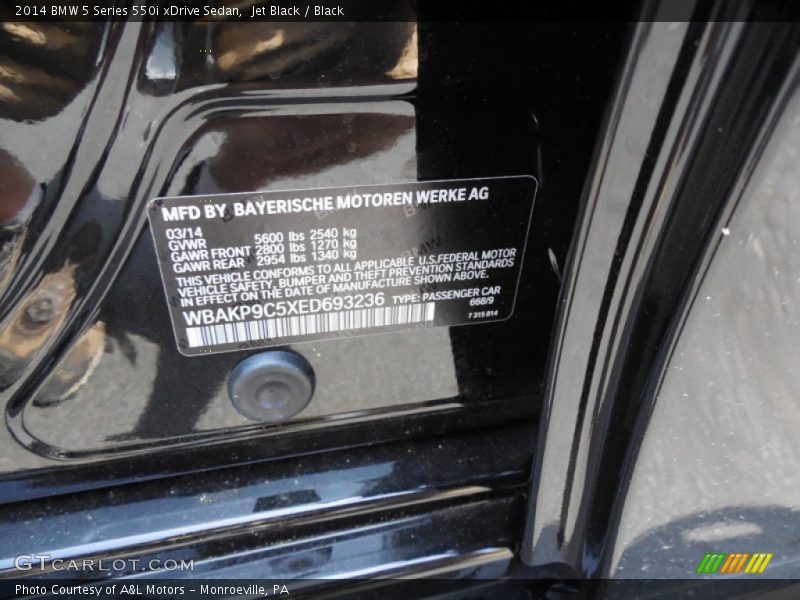 2014 BMW 5 Series 550i xDrive Sedan,  Jet Black / Black
MFD BY BAYERISCHE MOTOREN WERKE AG
03/14
GVWR 5600 lbs 2540 kg
GAWR FRONT 2800 lbs 1270 kg
GAWR REAR 2954 lbs 1340 kg
THIS VEHICLE CONFORMS TO ALL APPLICABLE U.S.FEDERAL MOTOR
VEHICLE SAFETY, BUMPER AND THEFT PREVENTION STANDARDS
IN EFFECT ON THE DATE OF MANUFACTURE SHOWN ABOVE.
WBAKP9C5XED693236 TYPE: PASSENGER CAR
668/9
7 315 814
GTCARLOT.COM
Photo Courtesy of A&L Motors - Monroeville, PA